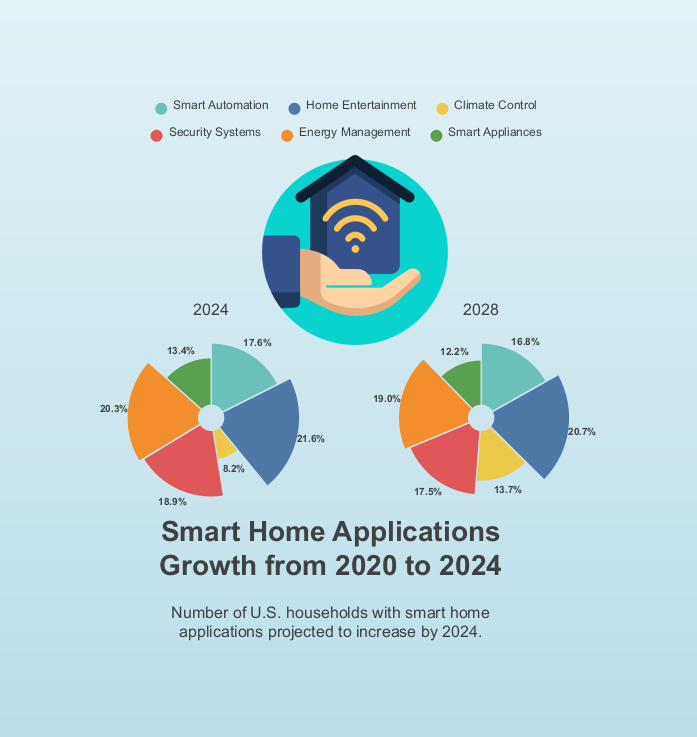 Smart Automation Home Entertainment Climate Control
Security Systems Energy Management Smart Appliances
2024
17.6%
21.6%
8.2%
18.9%
20.3%
13.4%
2028
16.8%
20.7%
13.7%
17.5%
19.0%
12.2%
Smart Home Applications
Growth from 2020 to 2024
Number of U.S. households with smart home
applications projected to increase by 2024.